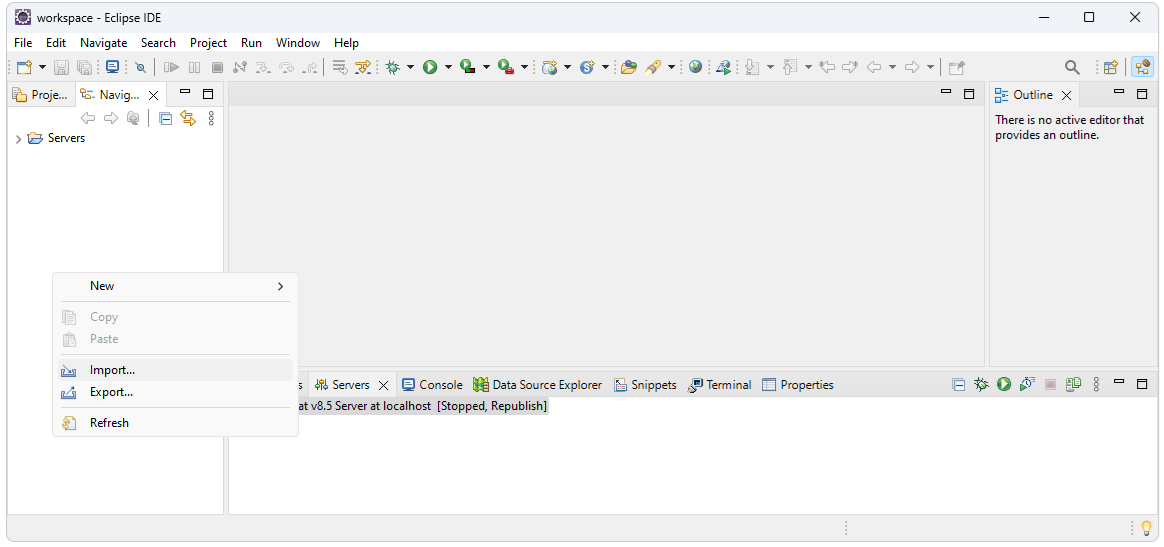 workspace - Eclipse IDE
File Edit Navigate Search Project Run Window Help
Proje... Navig...
Servers
Outline
There is no active editor that
provides an outline.
New
Copy
Paste
Import...
Export...
Refresh
s Servers Console Data Source Explorer Snippets Terminal Properties
at v8.5 Server at localhost [Stopped, Republish]